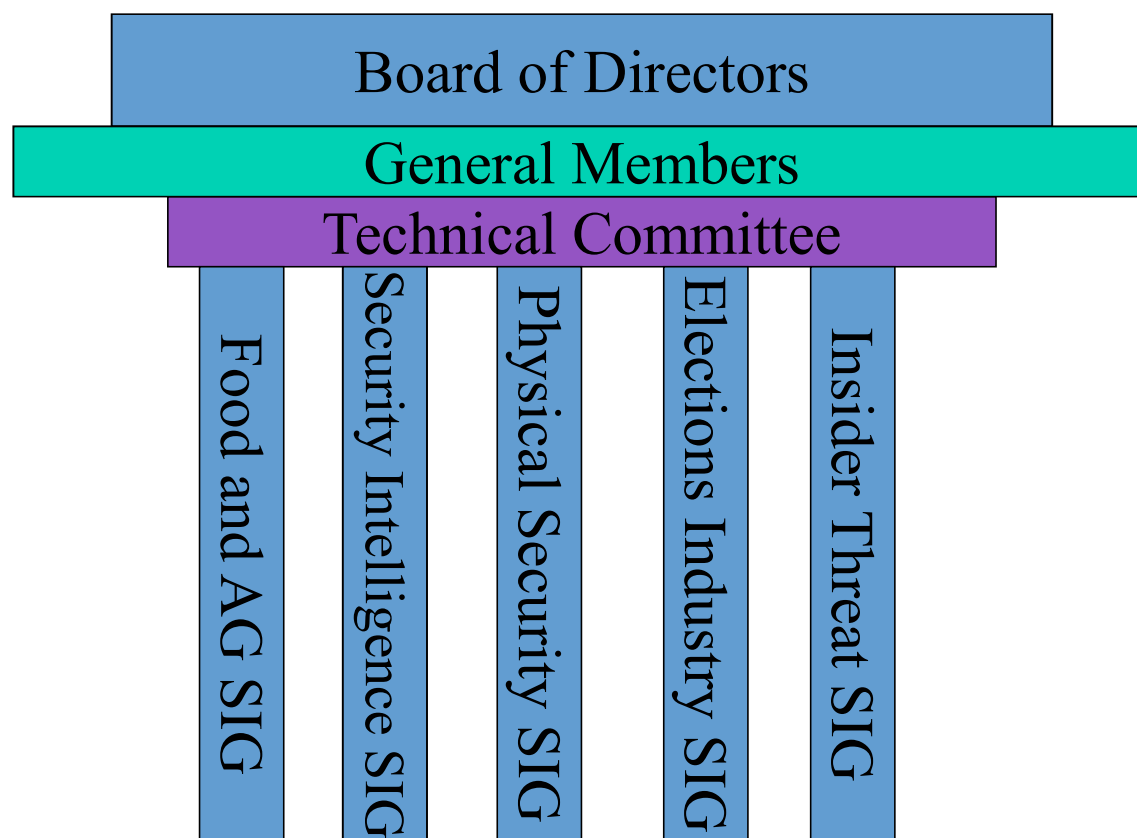 Board of Directors
General Members
Technical Committee
Food and AG SIG
Security Intelligence SIG
Physical Security SIG
Elections Industry SIG
Insider Threat SIG